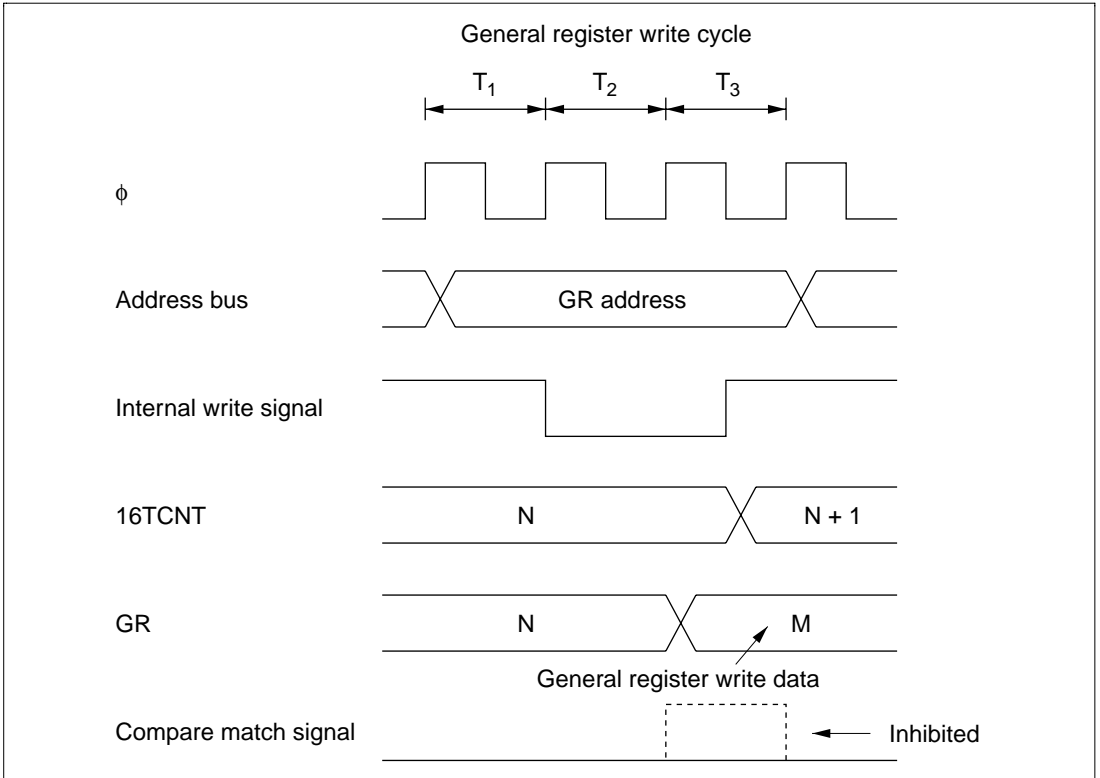 General register write cycle
T1 T2 T3
φ
Address bus GR address
Internal write signal
16TCNT N N + 1
GR N M
General register write data
Compare match signal Inhibited